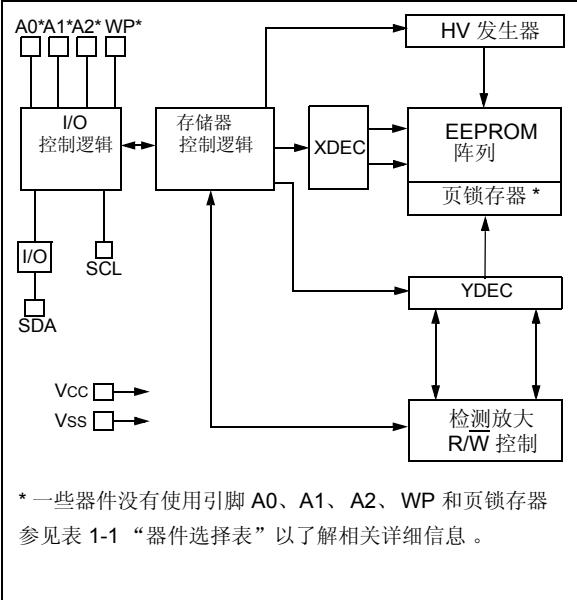 A0*A1*A2* WP*
HV 发生器
I/O
控制逻辑
存储器
控制逻辑
XDEC
EEPROM
阵列
页锁存器 *
I/O
SCL
SDA
YDEC
Vcc
Vss
检测放大
R/W̅ 控制
* 一些器件没有使用引脚 A0、A1、A2、WP 和页锁存器
参见表 1-1 “器件选择表”以了解相关详细信息 。